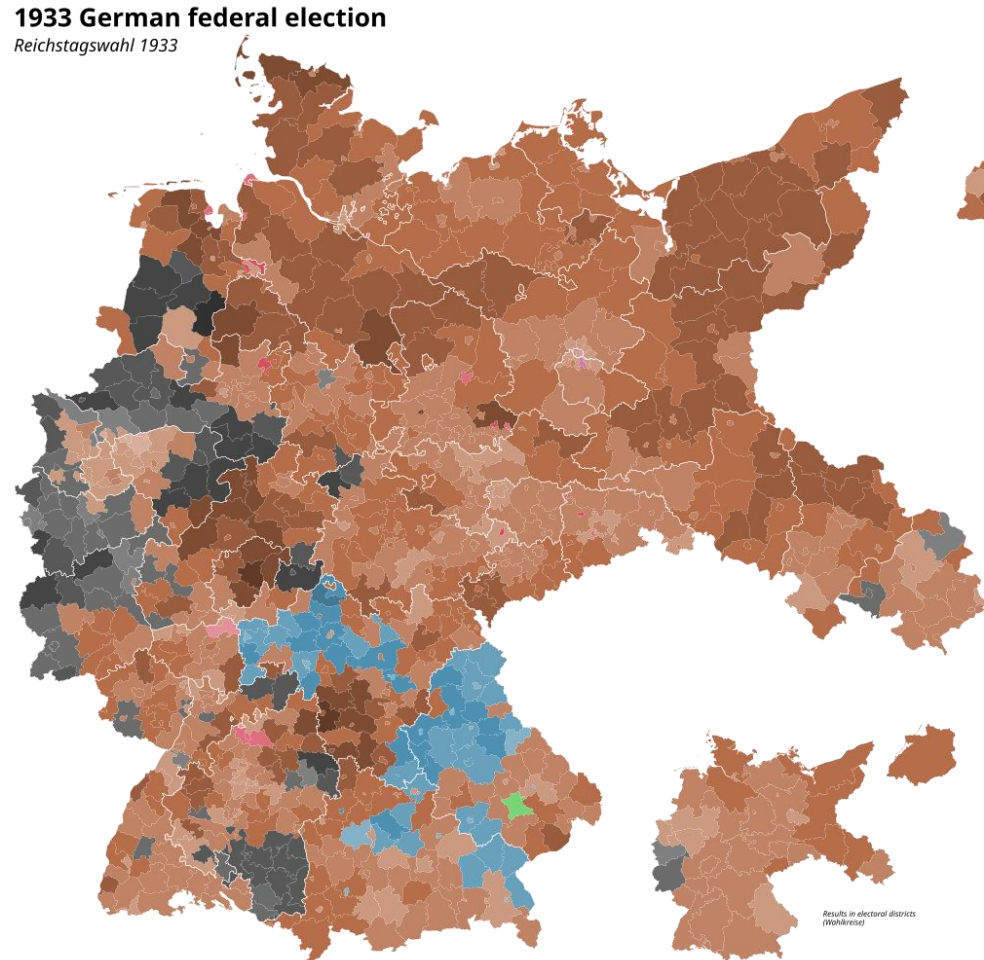 1933 German federal election
Reichstagswahl 1933
Results in electoral districts
(Wahlkreise)